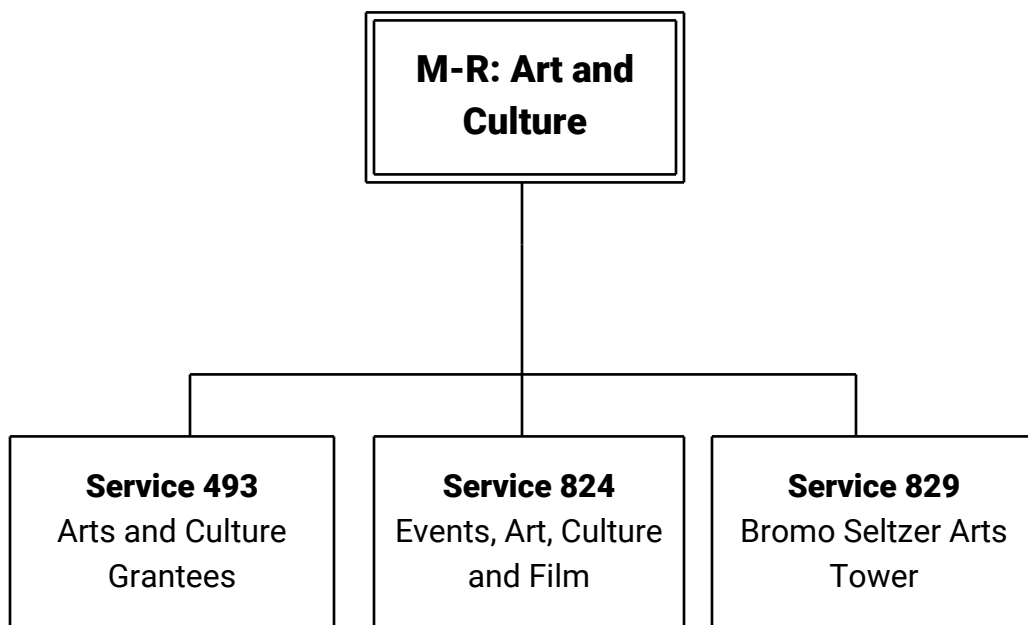 M-R: Art and
Culture
Service 493
Arts and Culture
Grantees
Service 824
Events, Art, Culture
and Film
Service 829
Bromo Seltzer Arts
Tower